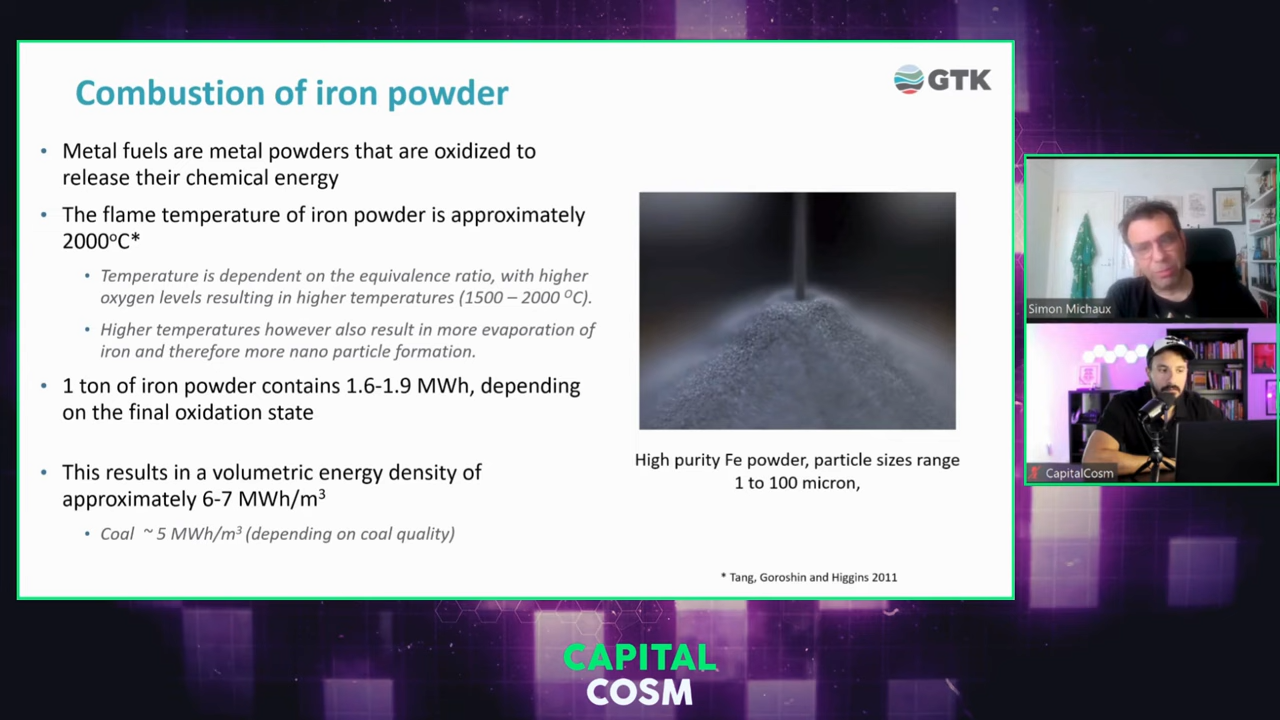 Combustion of iron powder
GTK
• Metal fuels are metal powders that are oxidized to
release their chemical energy
• The flame temperature of iron powder is approximately
2000°C*
• Temperature is dependent on the equivalence ratio, with higher
oxygen levels resulting in higher temperatures (1500 – 2000 °C).
• Higher temperatures however also result in more evaporation of
iron and therefore more nano particle formation.
• 1 ton of iron powder contains 1.6-1.9 MWh, depending
on the final oxidation state
• This results in a volumetric energy density of
approximately 6-7 MWh/m³
• Coal ~ 5 MWh/m³ (depending on coal quality)
High purity Fe powder, particle sizes range
1 to 100 micron,
* Tang, Goroshin and Higgins 2011
Simon Michaux
CapitalCosm
CAPITAL
COSM